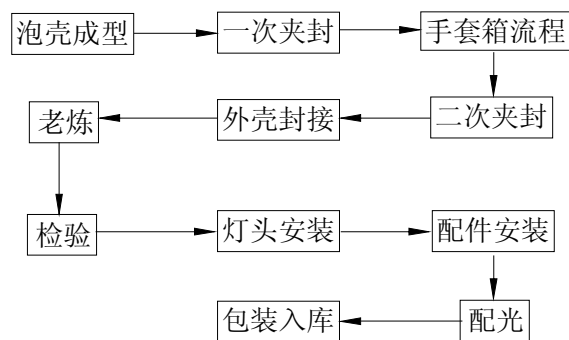 泡壳成型
一次夹封
手套箱流程
二次夹封
外壳封接
老炼
检验
灯头安装
配件安装
配光
包装入库